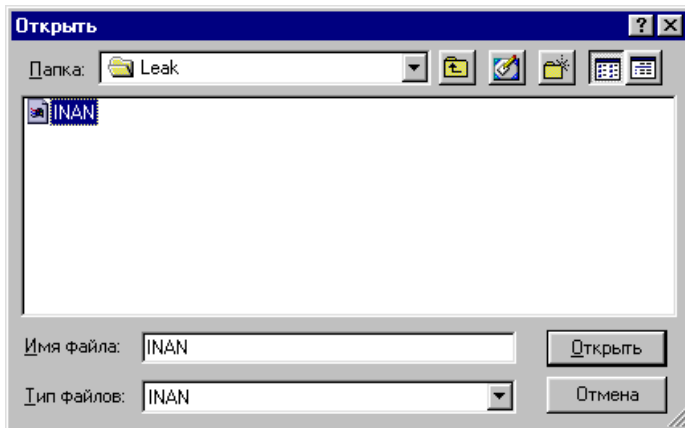 Открыть
Папка: Leak
INAN
Имя файла: INAN Открыть
Тип файлов: INAN Отмена